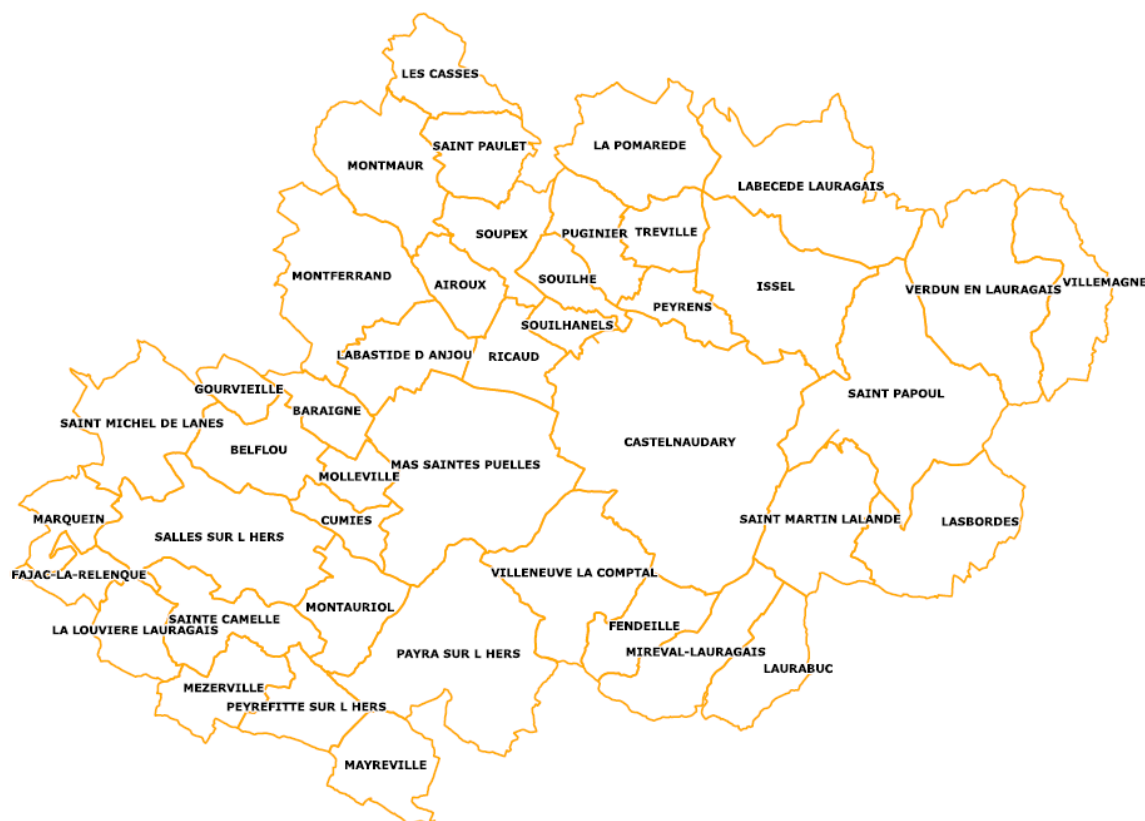 LES CASSES
SAINT PAULET
LA POMAREDE
MONTMAUR
LABECEDE LAURAGAIS
SOUPEX
PUGINIER
TREVILLE
MONTFERRAND
AIROUX
SOUILHE
PEYRENS
ISSEL
VERDUN EN LAURAGAIS
VILLEMAGNE
SOUILHANELS
LABASTIDE D ANJOU
RICAUD
GOURVIEILLE
BARAIGNE
SAINT PAPOUL
SAINT MICHEL DE LANES
BELFLOU
CASTELNAUDARY
MAS SAINTES PUELLES
MOLLEVILLE
MARQUEIN
CUMIES
SAINT MARTIN LALANDE
LASBORDES
SALLES SUR L HERS
FAJAC-LA-RELENQUE
VILLENEUVE LA COMPTAL
MONTAURIOL
SAINTE CAMELLE
LA LOUVIERE LAURAGAIS
FENDEILLE
PAYRA SUR L HERS
MIREVAL-LAURAGAIS
LAURABUC
MEZERVILLE
PEYREFITTE SUR L HERS
MAYREVILLE